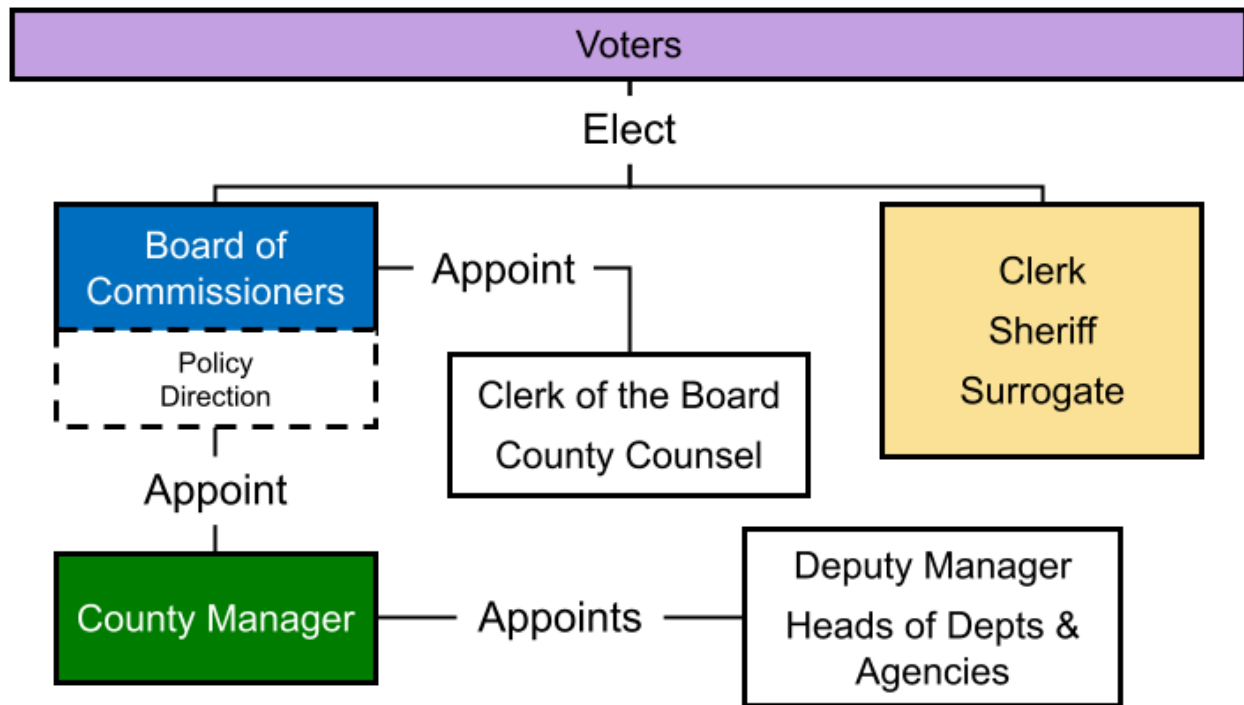 Voters
Elect
Board of
Commissioners
Policy
Direction
Appoint
Clerk of the Board
County Counsel
Clerk
Sheriff
Surrogate
Appoint
County Manager
Appoints
Deputy Manager
Heads of Depts &
Agencies